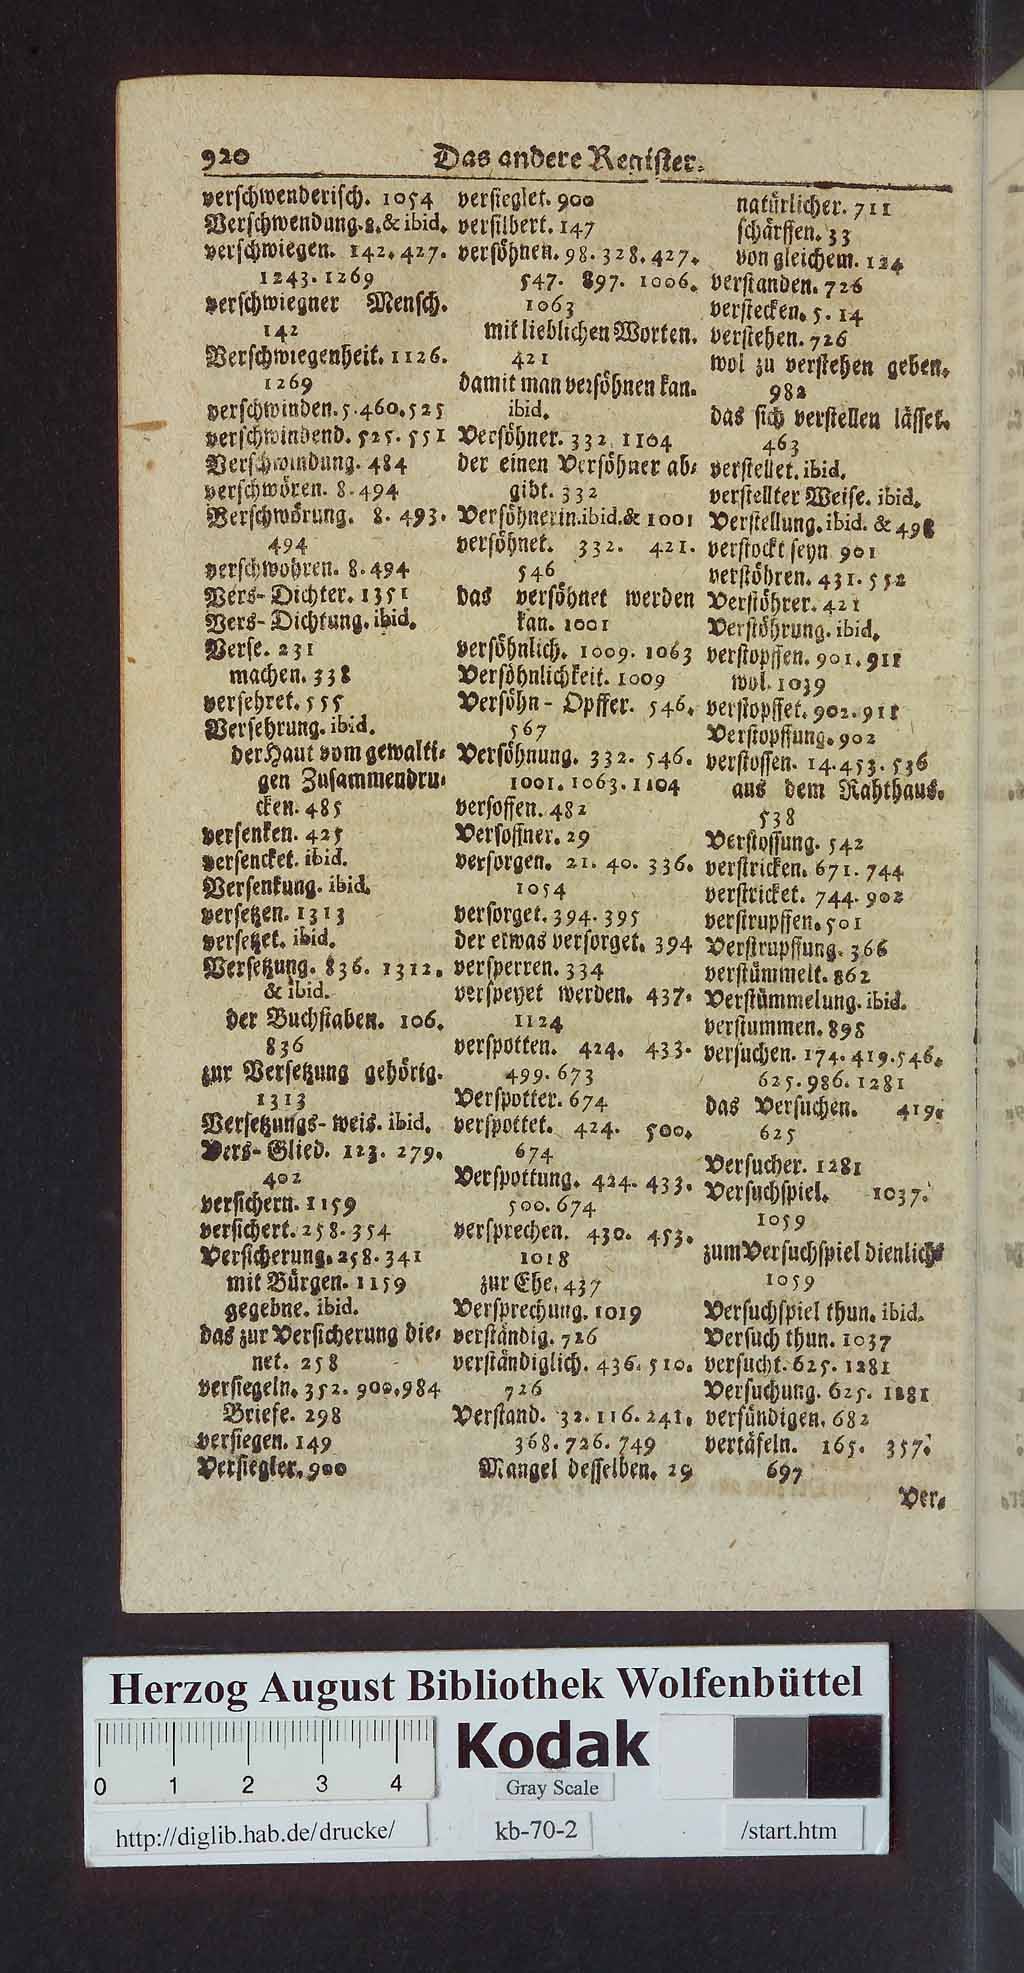 920 Das andere Register.
verschwenderisch. 1054
Verschwendung. 8. & ibid.
verschwiegen. 142. 427.
1243. 1269
verschwiegner Mensch.
142
Verschwiegenheit. 1126.
1269
verschwinden. 5. 460. 525
verschwindend. 525. 551
Verschwindung. 484
verschwören. 8. 494
Verschwörung. 8. 493.
494
verschwohren. 8. 494
Vers-Dichter. 1351
Vers-Dichtung. ibid.
Verse. 231
machen. 338
versehret. 555
Versehrung. ibid.
der Haut vom gewalti-
gen Zusammendru-
cken. 485
versenken. 425
versencket. ibid.
Versenkung. ibid.
versetzen. 1313
versetzet. ibid.
Versetzung. 836. 1312.
& ibid.
der Buchstaben. 106.
836
zur Versetzung gehörig.
1313
Versetzungs-weis. ibid.
Vers-Glied. 123. 279.
402
versichern. 1159
versichert. 258. 354
Versicherung. 258. 341
mit Bürgen. 1159
gegebne. ibid.
das zur Versicherung die-
net. 258
versiegeln. 352. 900. 984
Briefe. 298
versiegen. 149
Versiegler. 900
versieglet. 900
versilbert. 147
versöhnen. 98. 328. 427.
547. 897. 1006.
1063
mit lieblichen Worten.
421
damit man versöhnen kan.
ibid.
Versöhner. 332. 1104
der einen Versöhner ab-
gibt. 332
Versöhnerin. ibid. & 1001
versöhnet. 332. 421.
546
das versöhnet werden
kan. 1001
versöhnlich. 1009. 1063
Versöhnlichkeit. 1009
Versöhn-Opffer. 546.
567
Versöhnung. 332. 546.
1001. 1063. 1104
versoffen. 482
Versoffner. 29
versorgen. 21. 40. 336.
1054
versorget. 394. 395
der etwas versorget. 394
versperren. 334
verspeyet werden. 437.
1124
verspotten. 424. 433.
499. 673
Verspotter. 674
verspottet. 424. 500.
674
Verspottung. 424. 433.
500. 674
versprechen. 430. 453.
1018
zur Ehe. 437
Versprechung. 1019
verständig. 726
verständiglich. 436. 510.
726
Verstand. 32. 116. 241.
368. 726. 749
Mangel desselben. 29
natürlicher. 711
schärffen. 33
von gleichem. 124
verstanden. 726
verstecken. 5. 14
verstehen. 726
wol zu verstehen geben.
982
das sich verstellen lässet.
463
verstellet. ibid.
verstellter Weise. ibid.
Verstellung. ibid. & 498
verstockt seyn 901
verstöhren. 431. 552
Verstöhrer. 421
Verstöhrung. ibid.
verstopffen. 901. 911
wol. 1039
verstopffet. 902. 911
Verstopffung. 902
verstossen. 14. 453. 536
aus dem Rahthaus.
538
Verstossung. 542
verstricken. 671. 744
verstricket. 744. 902
verstrupffen. 501
Verstrupffung. 366
verstümmelt. 862
Verstümmelung. ibid.
verstummen. 898
versuchen. 174. 419. 546.
625. 986. 1281
das Versuchen. 419.
625
Versucher. 1281
Versuchspiel. 1037.
1059
zum Versuchspiel dienlich.
1059
Versuchspiel thun. ibid.
Versuch thun. 1037
versucht. 625. 1281
Versuchung. 625. 1281
versündigen. 682
vertäfeln. 165. 357.
697
Ver-
Herzog August Bibliothek Wolfenbüttel
0 1 2 3 4
Kodak
Gray Scale
http://diglib.hab.de/drucke/ kb-70-2 /start.htm